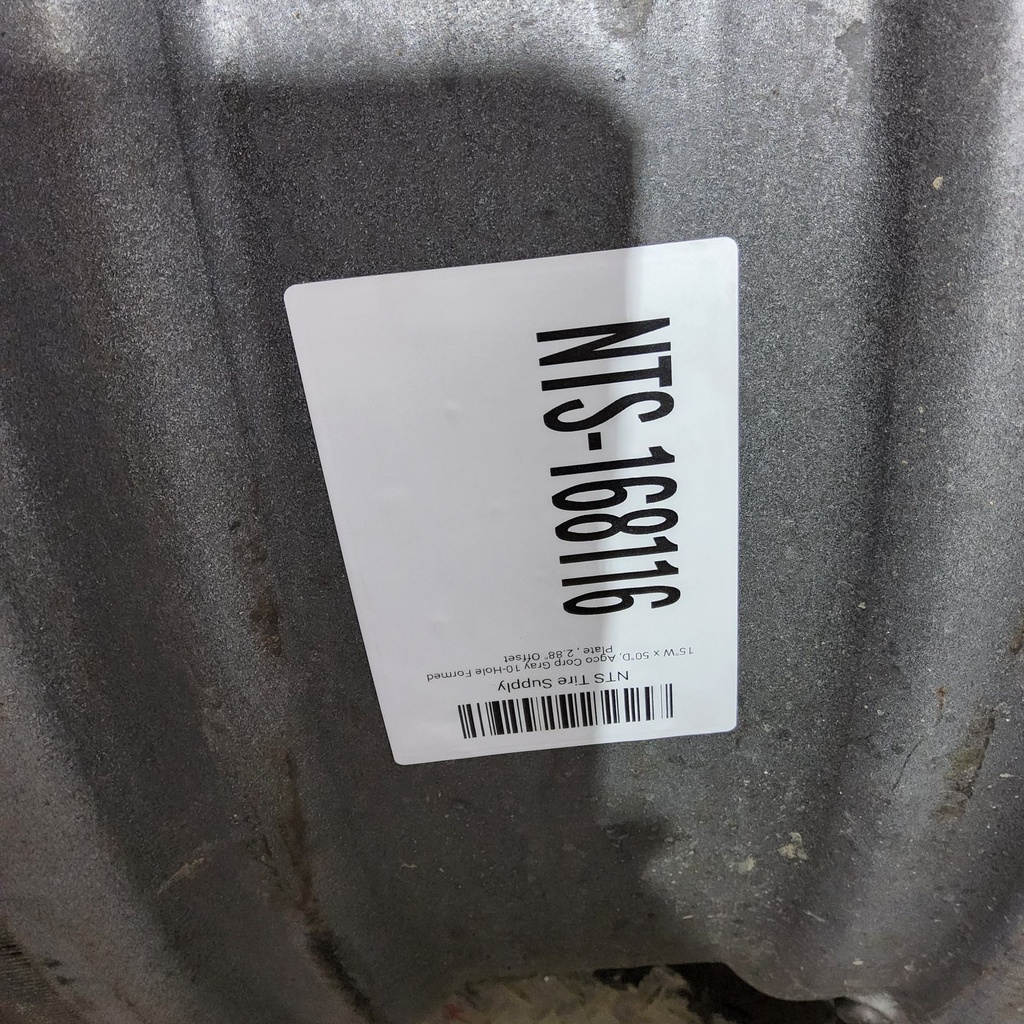 NTS-168116
NTS Tire Supply
15"W x 50"D, Agco Corp Gray 10-Hole Formed
Plate , 2.88" Offset